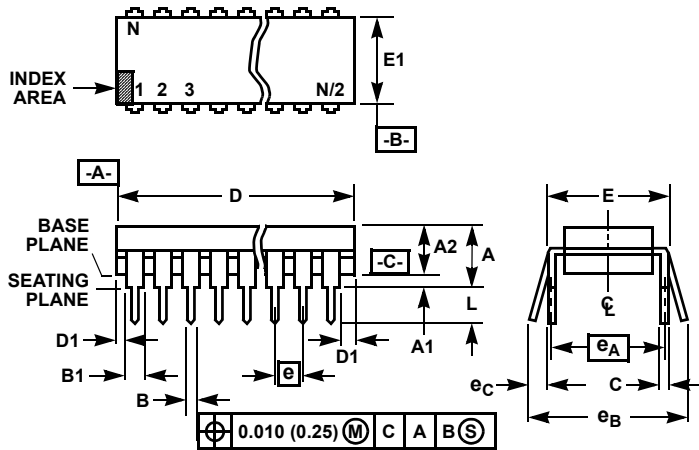 N
INDEX
AREA
1 2 3 N/2
E1
-B-
-A-
D
E
BASE
PLANE
A2
A
-C-
SEATING
PLANE
L
C̵L
D1
A1
D1
eA
B1
e
eC
C
B
eB
⌖ 0.010 (0.25) Ⓜ C A B Ⓢ